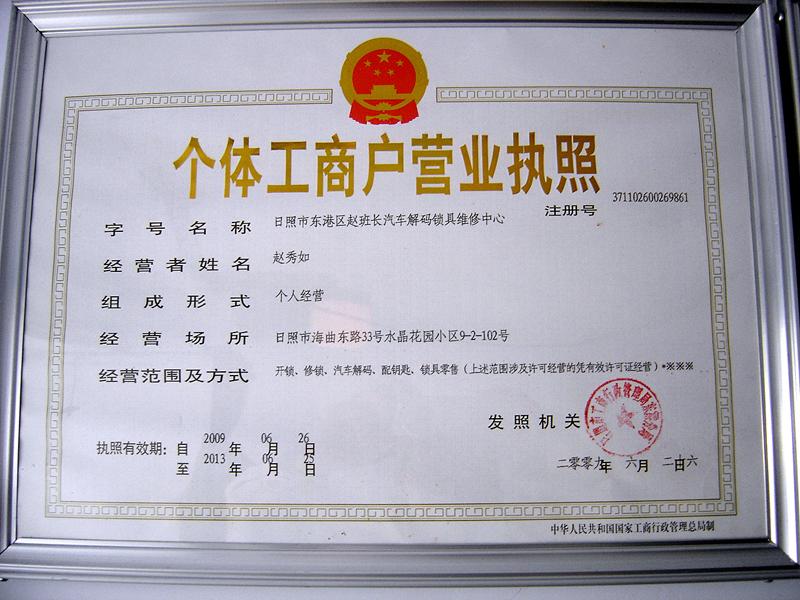 个体工商户营业执照
注册号 371102600269861
字号名称 日照市东港区赵班长汽车解码锁具维修中心
经营者姓名 赵秀如
组成形式 个人经营
经营场所 日照市海曲东路33号水晶花园小区9-2-102号
经营范围及方式 开锁、修锁、汽车解码、配钥匙、锁具零售（上述范围涉及许可经营的凭有效许可证经营）*※※※
发照机关
执照有效期：自 2009 年 06 月 26 日
至 2013 年 06 月 25 日
二零零九 年 六 月 二十六 日
中华人民共和国国家工商行政管理总局制